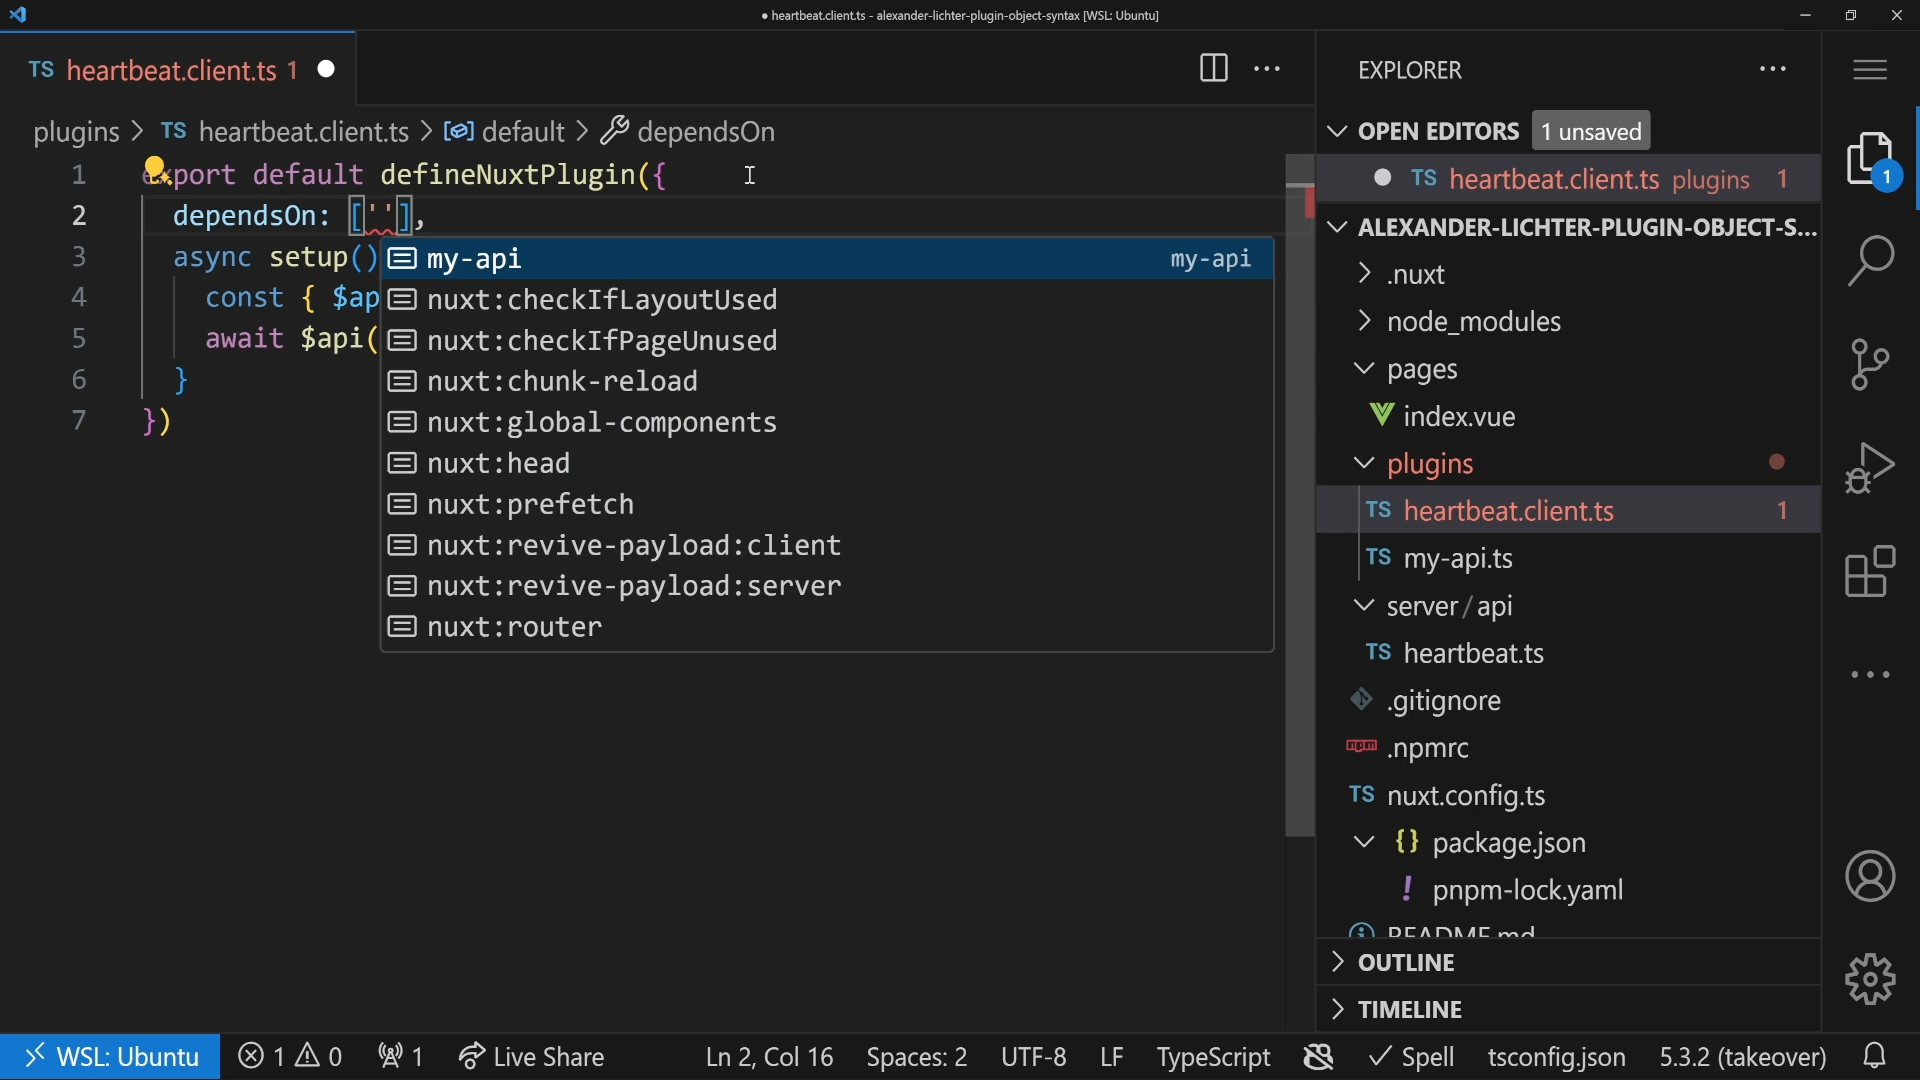 ● heartbeat.client.ts - alexander-lichter-plugin-object-syntax [WSL: Ubuntu]
TS heartbeat.client.ts 1
plugins > TS heartbeat.client.ts > default > dependsOn
1 export default defineNuxtPlugin({
2 dependsOn: [''],
3 async setup()
4 const { $ap
5 await $api(
6 }
7 })
my-api my-api
nuxt:checkIfLayoutUsed
nuxt:checkIfPageUnused
nuxt:chunk-reload
nuxt:global-components
nuxt:head
nuxt:prefetch
nuxt:revive-payload:client
nuxt:revive-payload:server
nuxt:router
EXPLORER
OPEN EDITORS 1 unsaved
TS heartbeat.client.ts plugins 1
ALEXANDER-LICHTER-PLUGIN-OBJECT-S...
.nuxt
node_modules
pages
index.vue
plugins
TS heartbeat.client.ts 1
TS my-api.ts
server/api
TS heartbeat.ts
.gitignore
npm .npmrc
TS nuxt.config.ts
{} package.json
! pnpm-lock.yaml
README.md
OUTLINE
TIMELINE
1
WSL: Ubuntu 1 0 1 Live Share Ln 2, Col 16 Spaces: 2 UTF-8 LF TypeScript Spell tsconfig.json 5.3.2 (takeover)